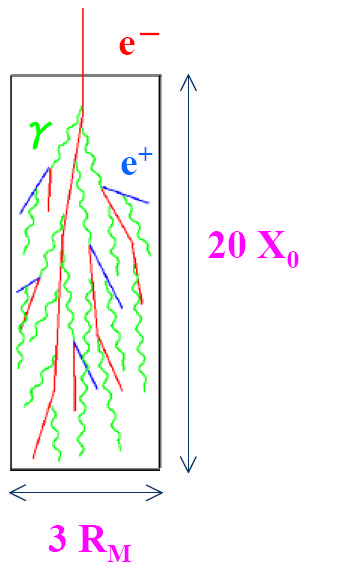 e⁻
γ
e⁺
20 X₀
3 R_M